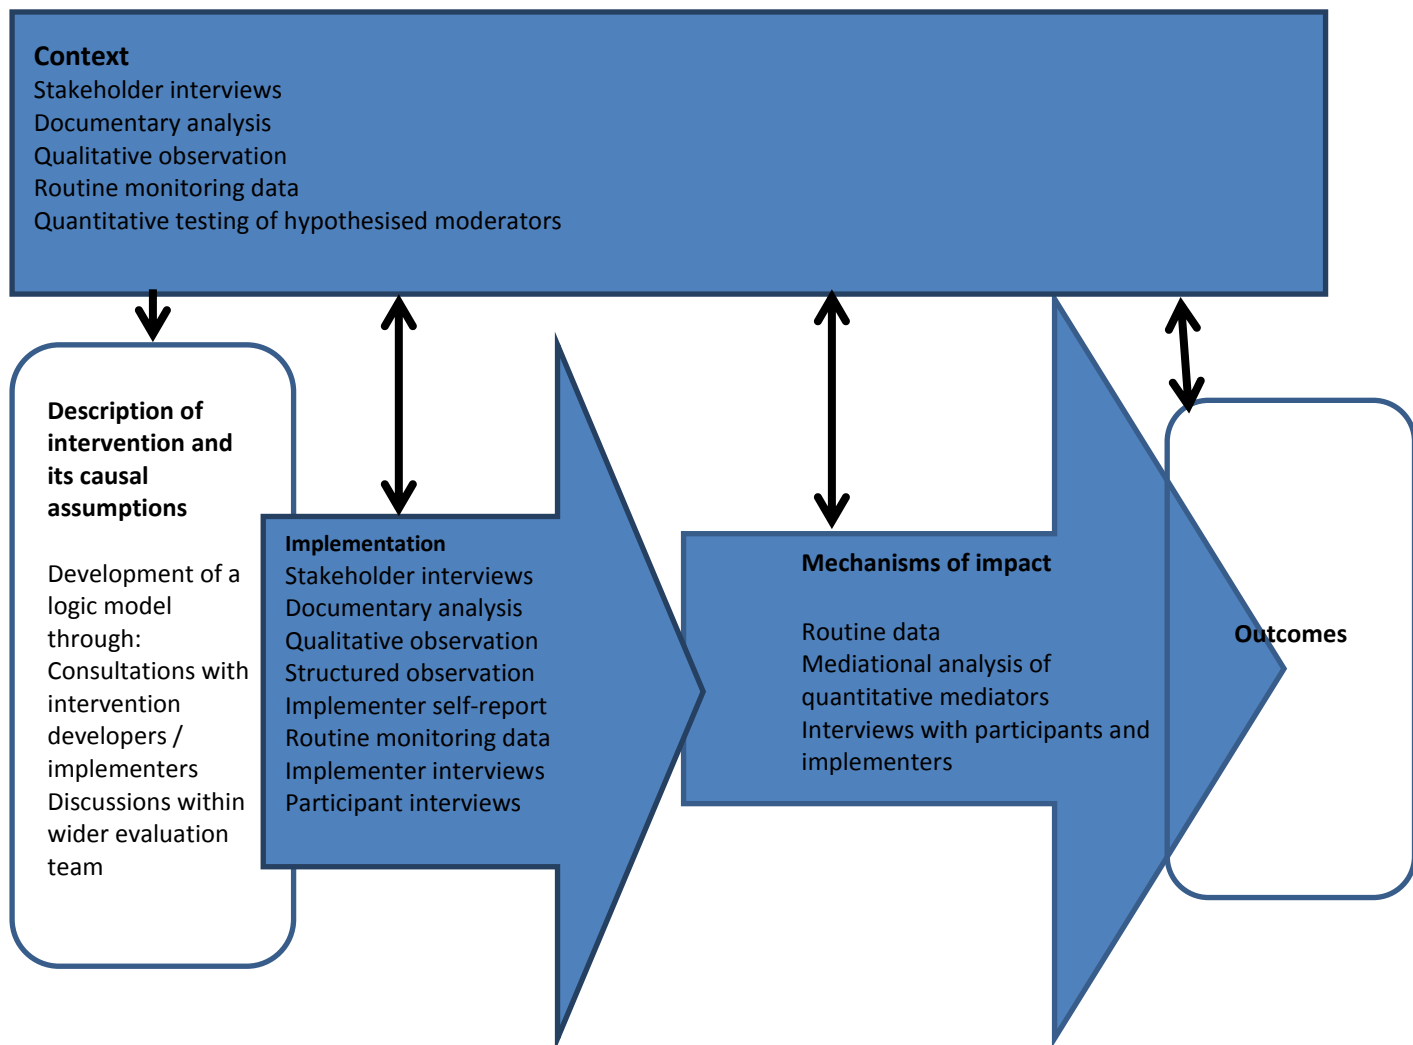 Context
Stakeholder interviews
Documentary analysis
Qualitative observation
Routine monitoring data
Quantitative testing of hypothesised moderators
Description of
intervention and
its causal
assumptions
Development of a
logic model
through:
Consultations with
intervention
developers /
implementers
Discussions within
wider evaluation
team
Implementation
Stakeholder interviews
Documentary analysis
Qualitative observation
Structured observation
Implementer self-report
Routine monitoring data
Implementer interviews
Participant interviews
Mechanisms of impact
Routine data
Mediational analysis of
quantitative mediators
Interviews with participants and
implementers
Outcomes